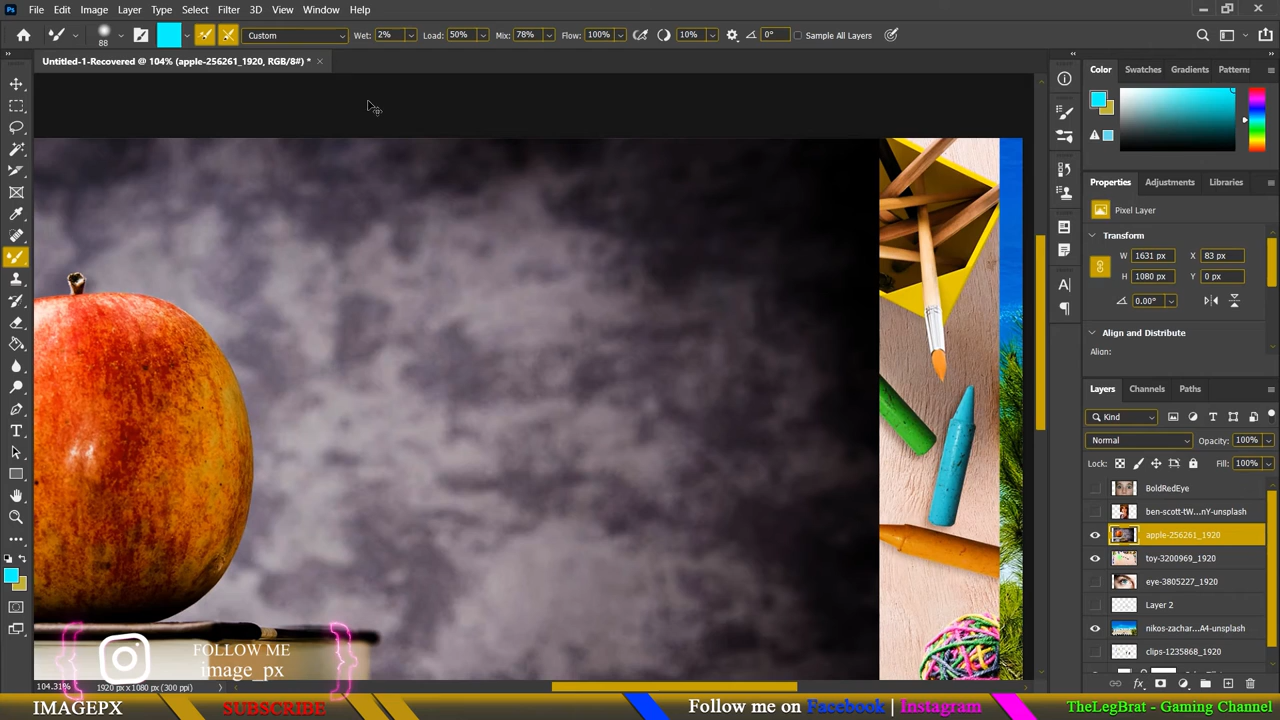 Ps File Edit Image Layer Type Select Filter 3D View Window Help
88 Custom Wet: 2% Load: 50% Mix: 78% Flow: 100% 10% 0° Sample All Layers
Untitled-1-Recovered @ 104% (apple-256261_1920, RGB/8#) *
Color Swatches Gradients Patterns
Properties Adjustments Libraries
Pixel Layer
Transform
W 1631 px X 83 px
H 1080 px Y 0 px
0.00°
Align and Distribute
Align:
Layers Channels Paths
Kind
Normal Opacity: 100%
Lock: Fill: 100%
BoldRedEye
ben-scott-tW...nY-unsplash
apple-256261_1920
toy-3200969_1920
eye-3805227_1920
Layer 2
nikos-zachar...A4-unsplash
clips-1235868_1920
FOLLOW ME
image_px
104.31% 1920 px x 1080 px (300 ppi)
IMAGEPX SUBSCRIBE Follow me on Facebook | Instagram TheLegBrat - Gaming Channel